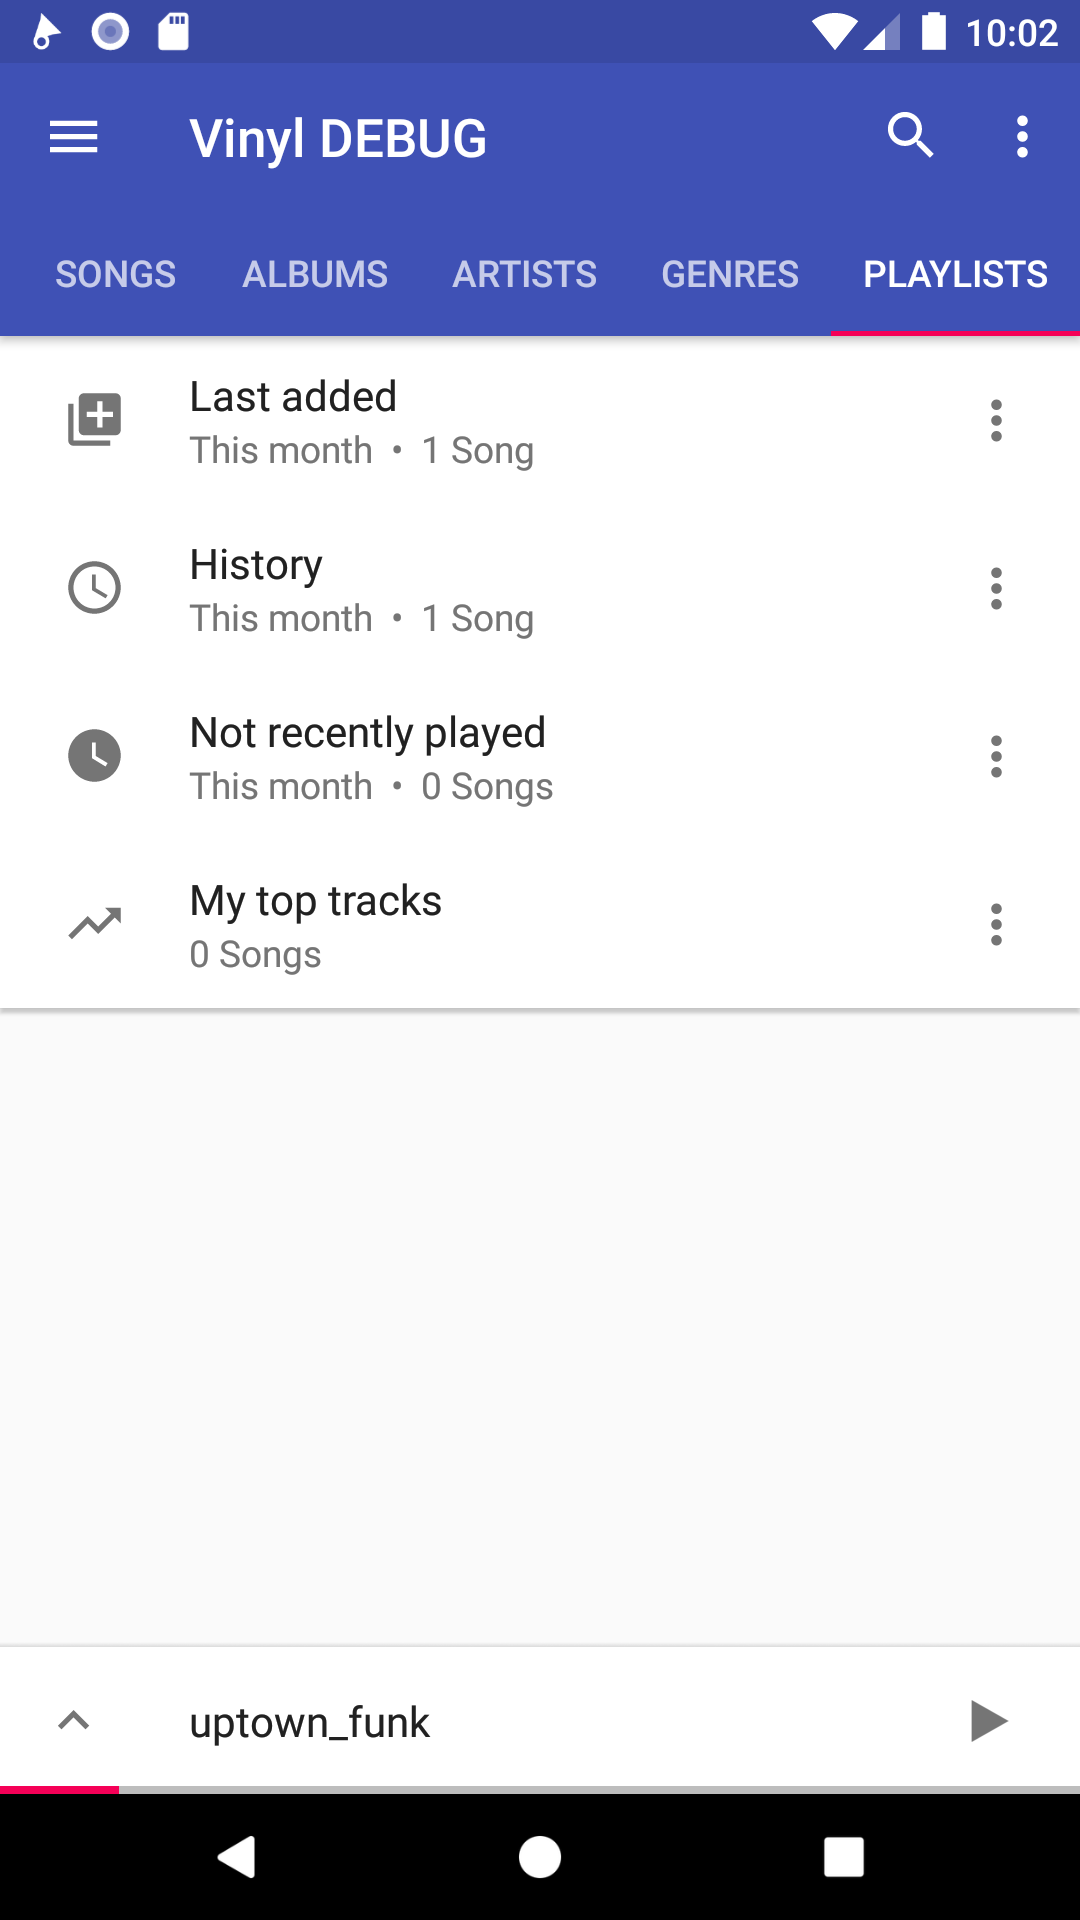 10:02
Vinyl DEBUG
SONGS ALBUMS ARTISTS GENRES PLAYLISTS
Last added
This month • 1 Song
History
This month • 1 Song
Not recently played
This month • 0 Songs
My top tracks
0 Songs
uptown_funk